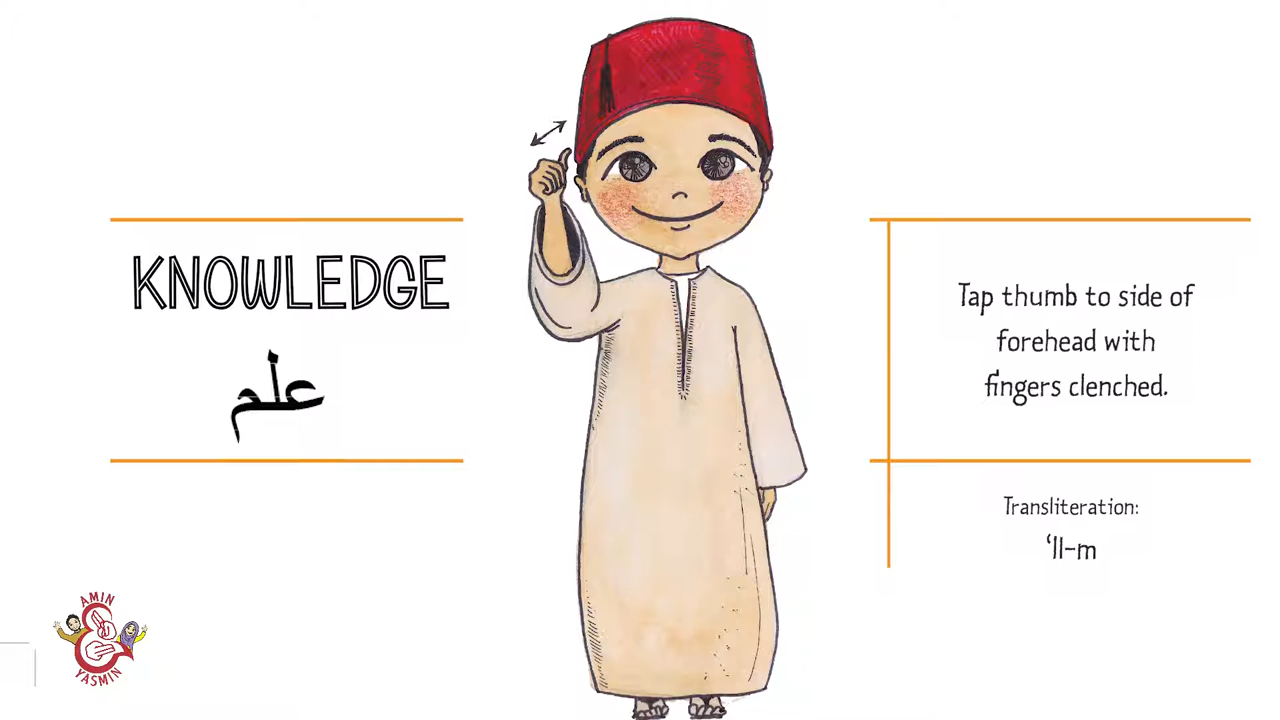 KNOWLEDGE
علم
Tap thumb to side of
forehead with
fingers clenched.
Transliteration:
‘Il-m
AMIN
&
YASMIN